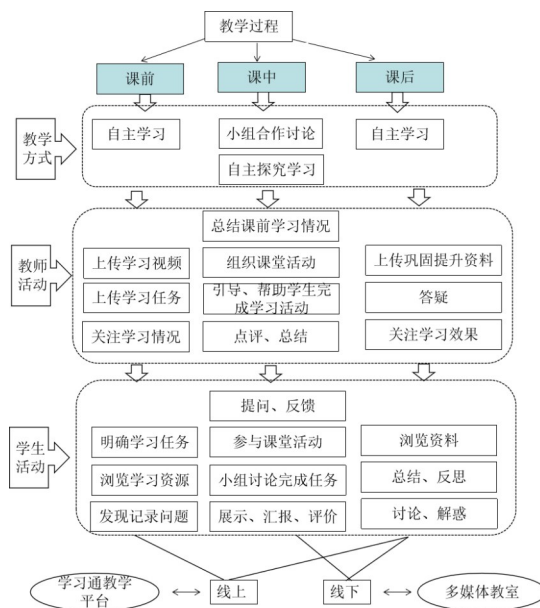 教学过程
课前
课中
课后
教学
方式
自主学习
小组合作讨论
自主学习
自主探究学习
教师
活动
总结课前学习情况
上传学习视频
组织课堂活动
上传巩固提升资料
上传学习任务
引导、帮助学生完
成学习活动
答疑
关注学习情况
点评、总结
关注学习效果
学生
活动
提问、反馈
明确学习任务
参与课堂活动
浏览资料
浏览学习资源
小组讨论完成任务
总结、反思
发现记录问题
展示、汇报、评价
讨论、解惑
学习通教学
平台
线上
线下
多媒体教室